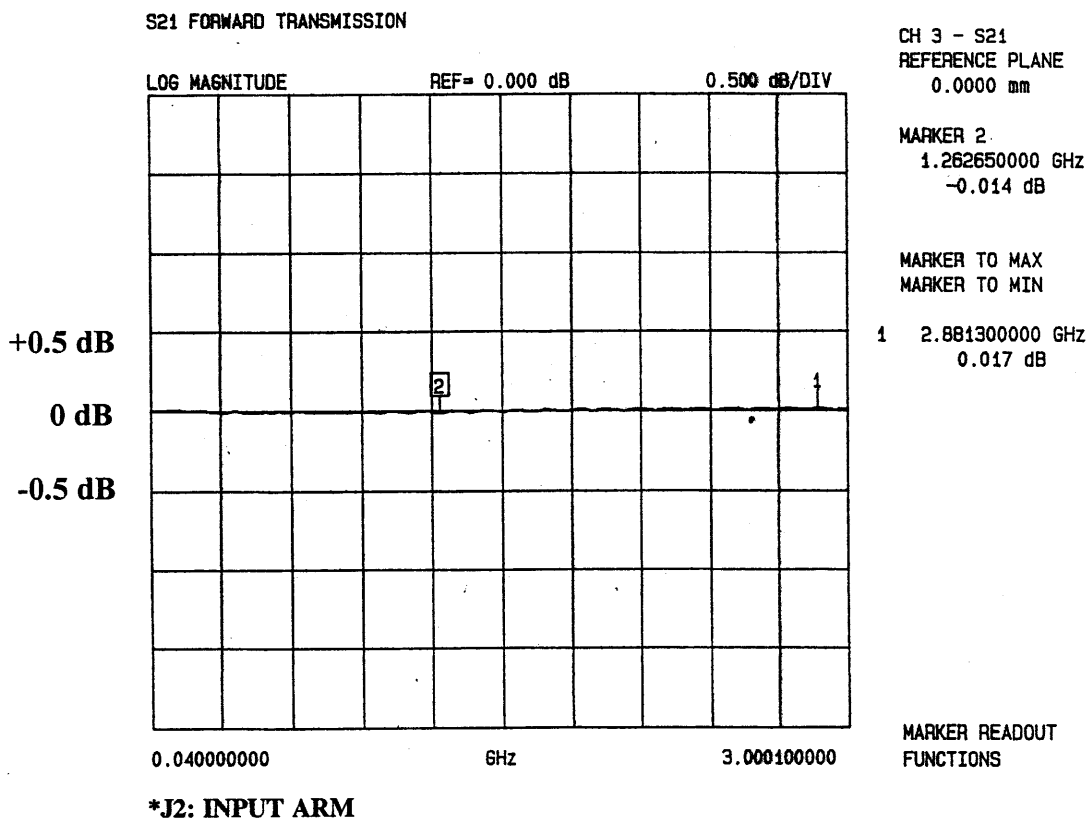 S21 FORWARD TRANSMISSION
LOG MAGNITUDE REF= 0.000 dB 0.500 dB/DIV
CH 3 - S21
REFERENCE PLANE
0.0000 mm
MARKER 2
1.262650000 GHz
-0.014 dB
MARKER TO MAX
MARKER TO MIN
1 2.881300000 GHz
0.017 dB
+0.5 dB
0 dB
-0.5 dB
2
1
0.040000000 GHz 3.000100000
MARKER READOUT
FUNCTIONS
*J2: INPUT ARM